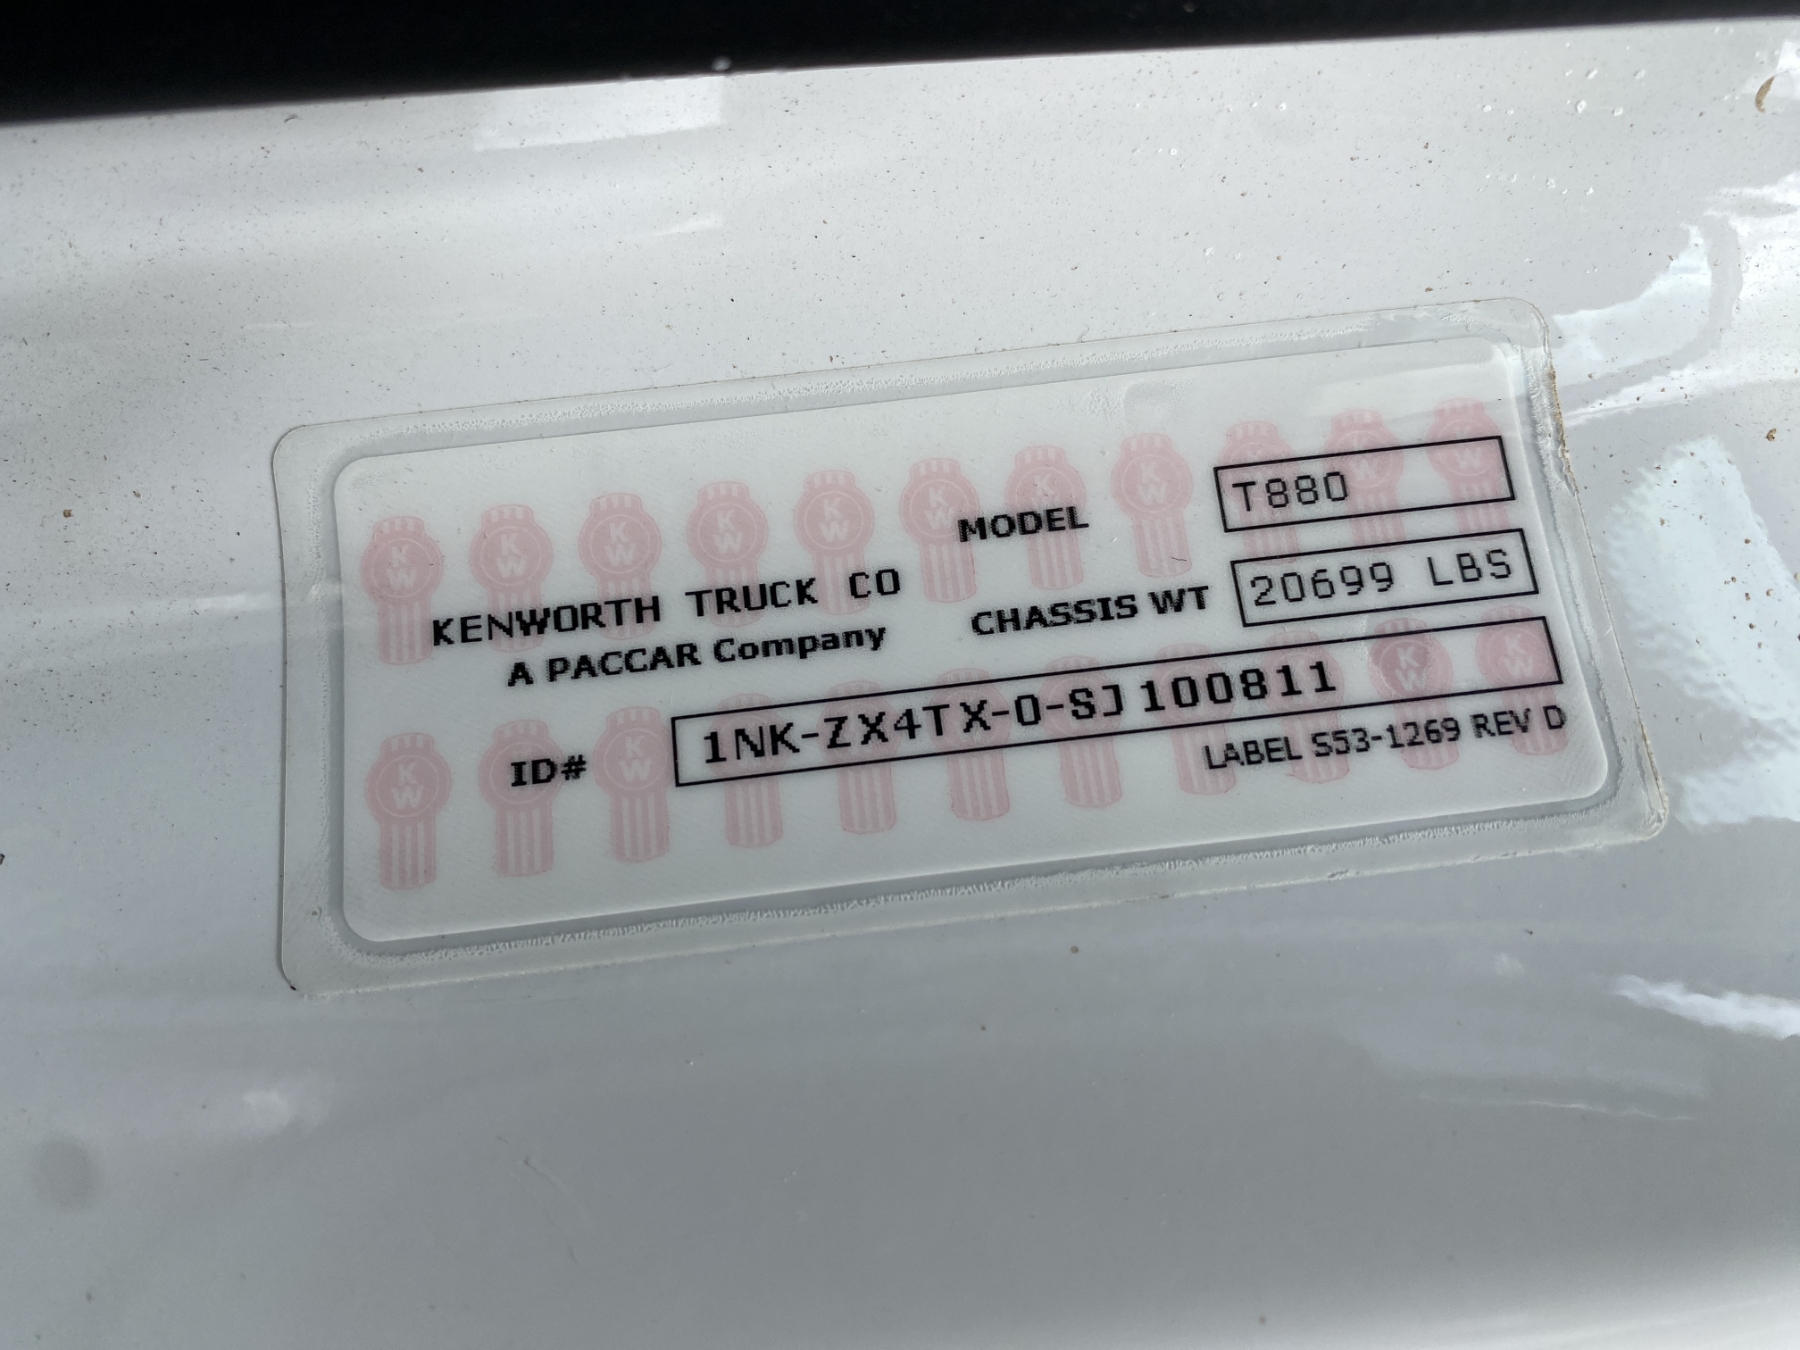 KENWORTH TRUCK CO
A PACCAR Company
MODEL T880
CHASSIS WT 20699 LBS
ID# 1NK-ZX4TX-0-SJ100811
LABEL S53-1269 REV D